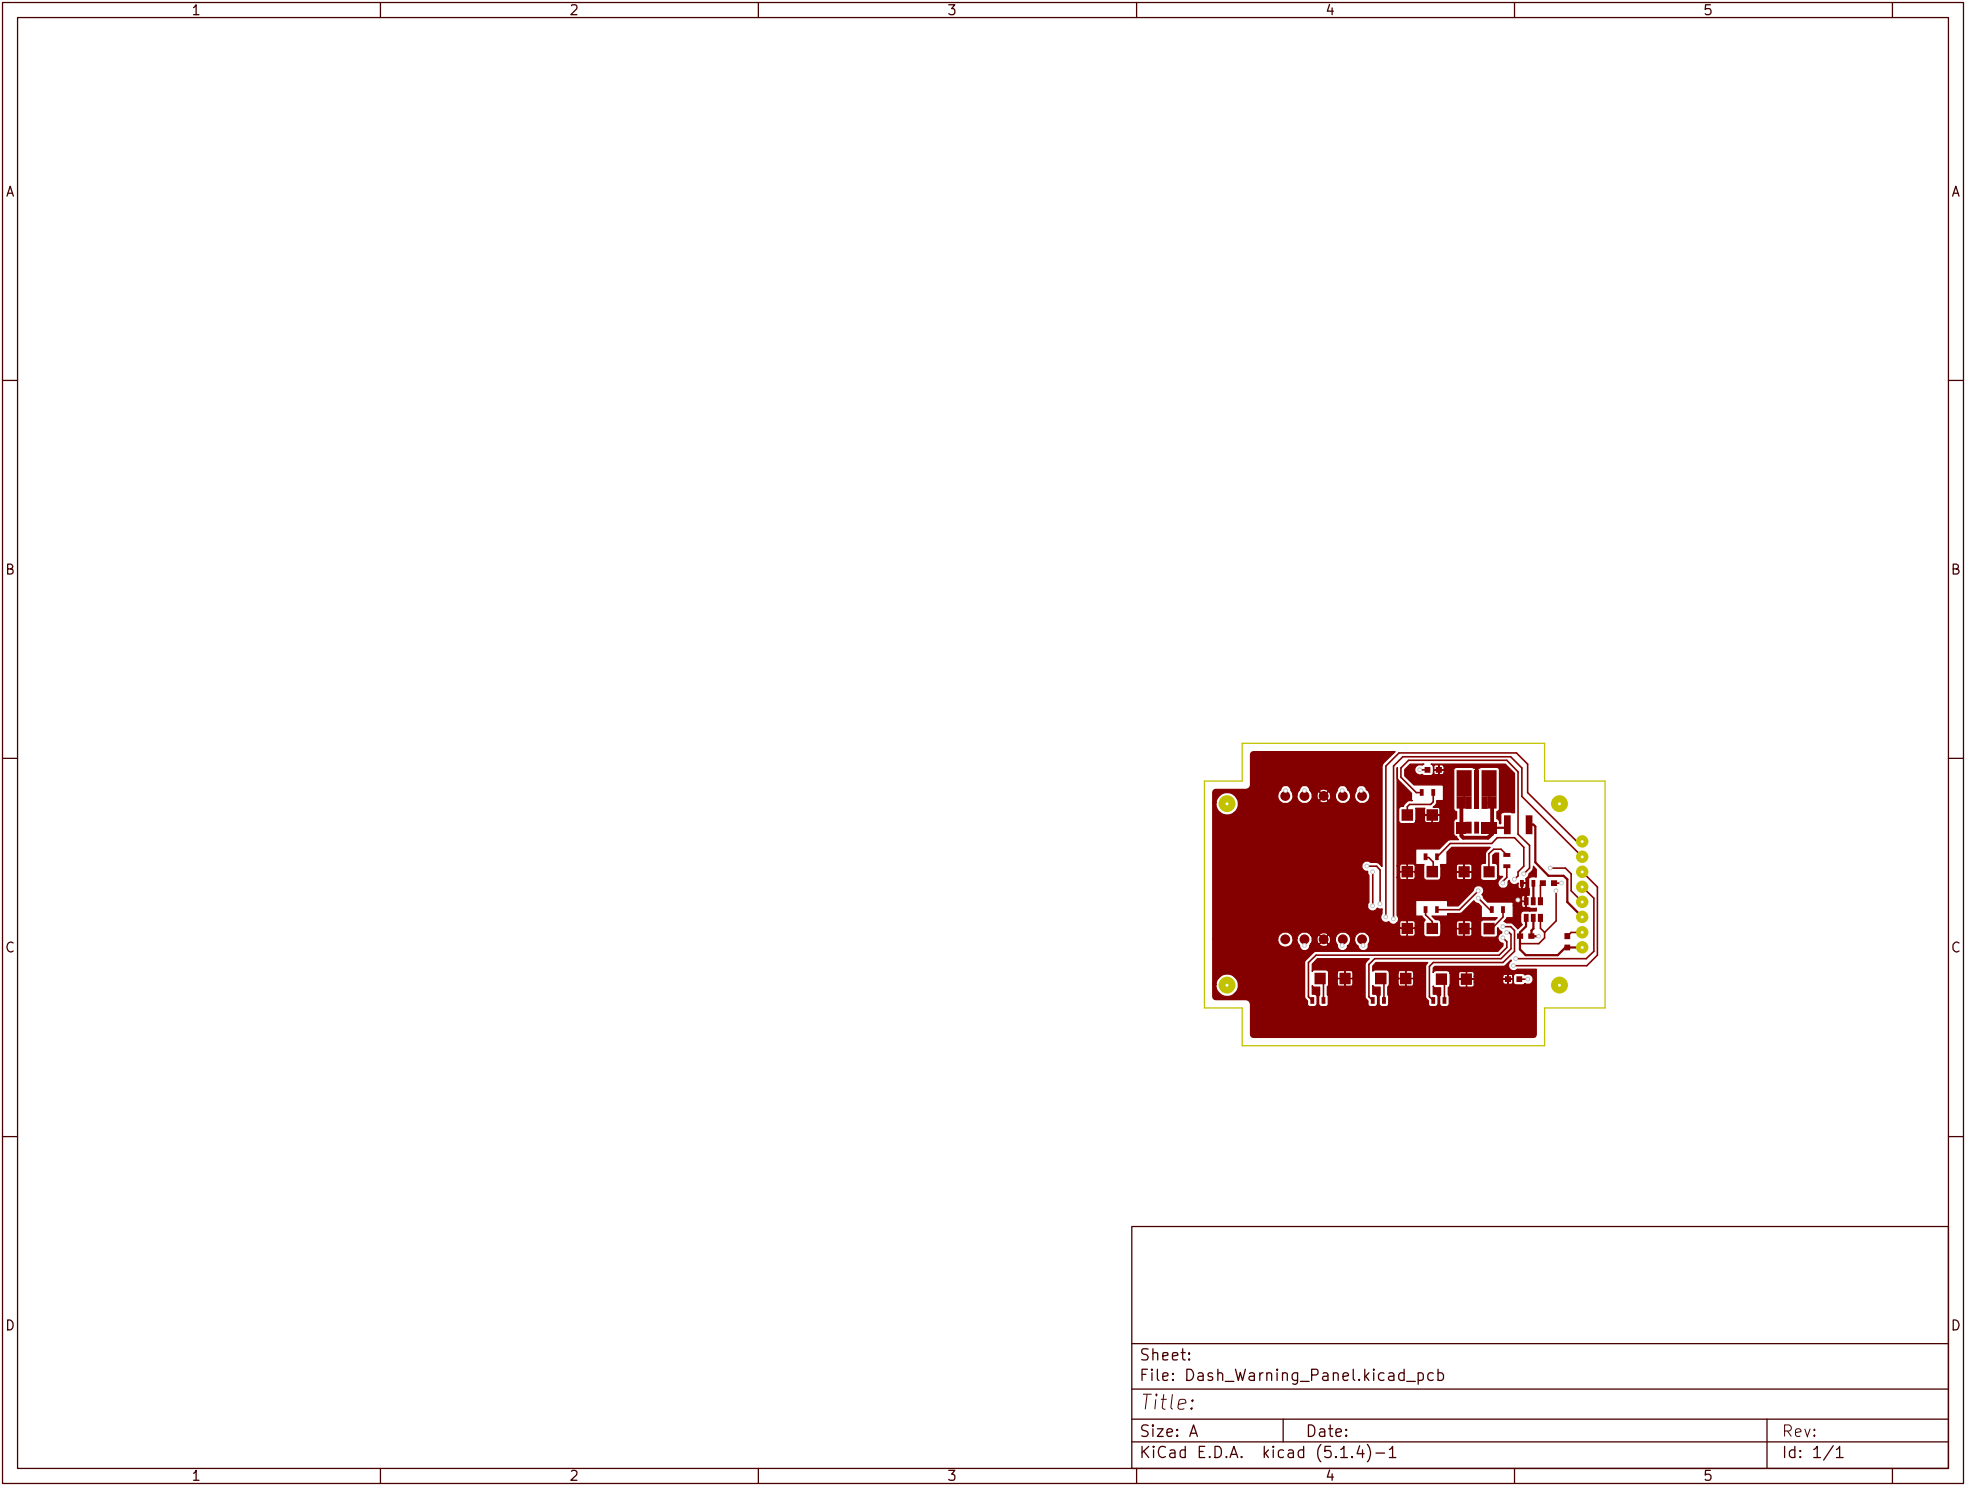 1 2 3 4 5
A A
B B
C C
D D
Sheet:
File: Dash_Warning_Panel.kicad_pcb
Title:
Size: A Date: Rev:
KiCad E.D.A. kicad (5.1.4)-1 Id: 1/1
1 2 3 4 5